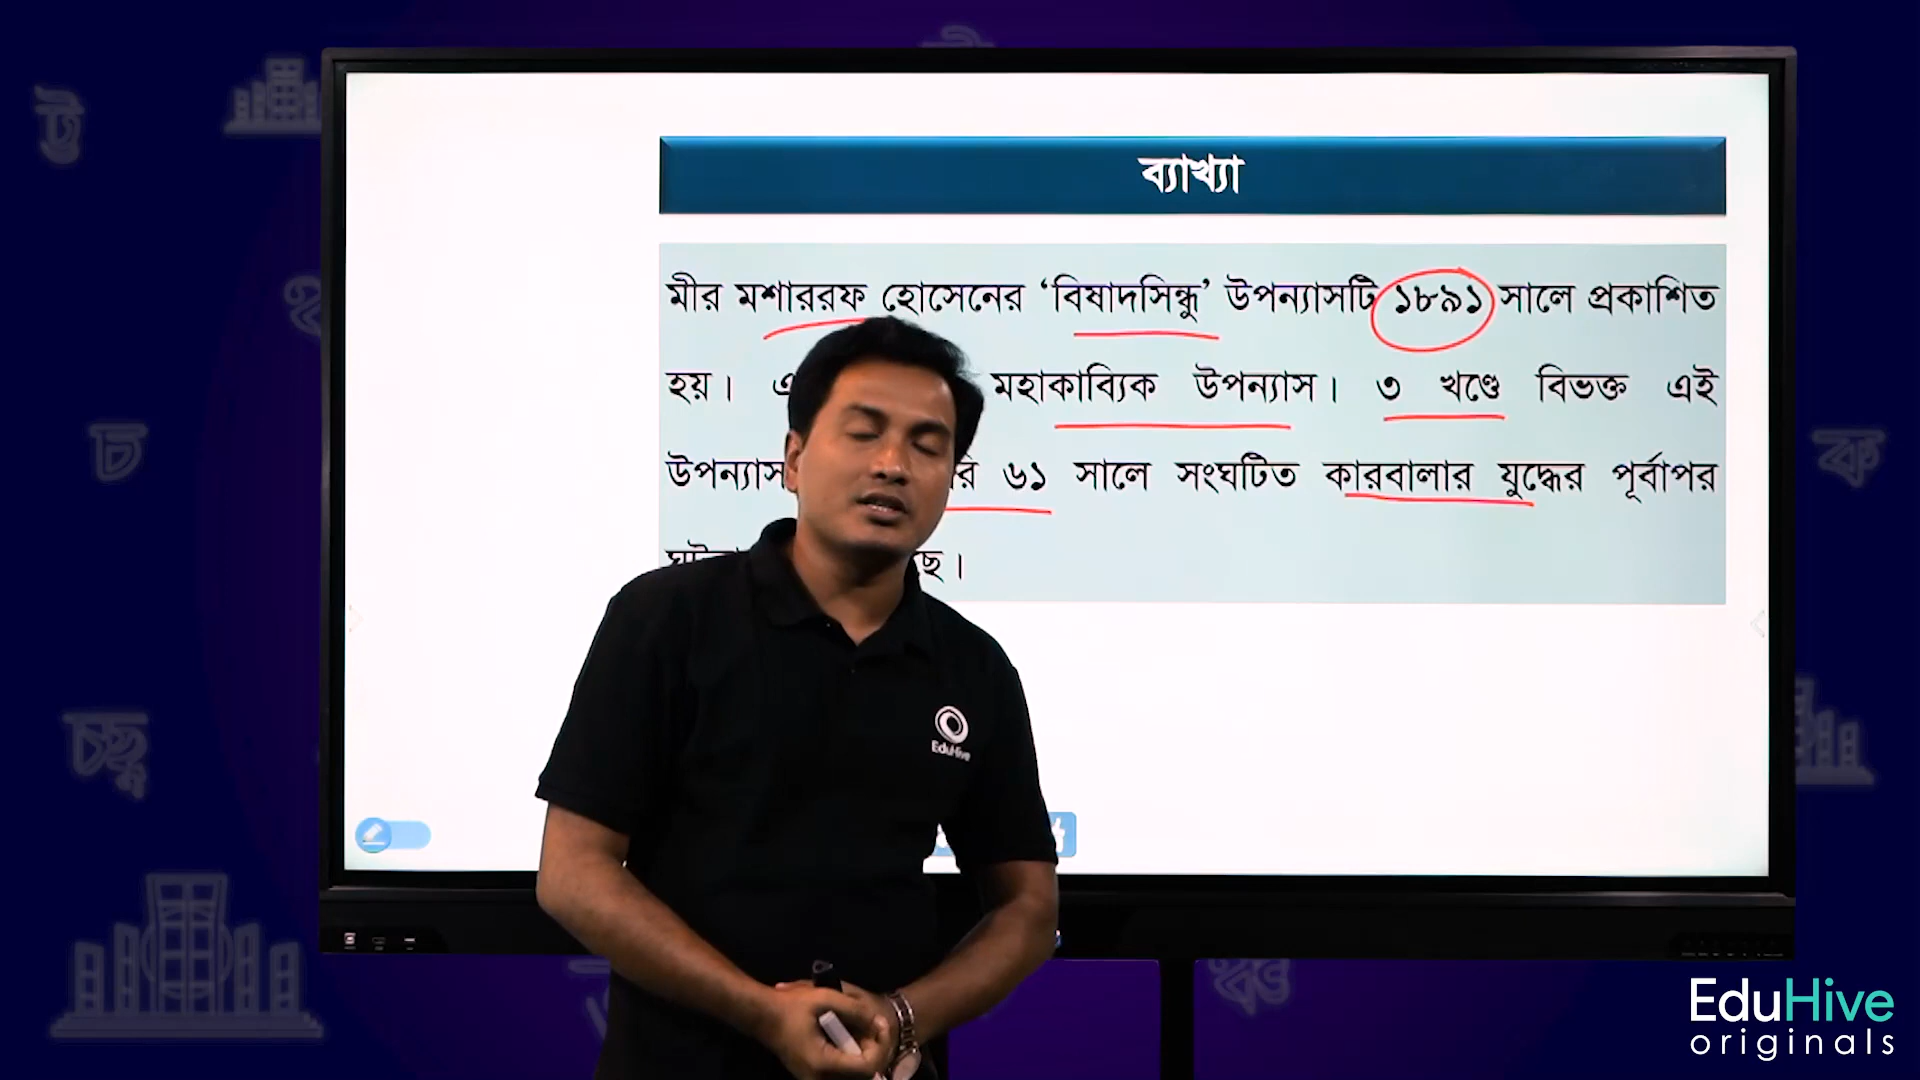 ব্যাখ্যা
মীর মশাররফ হোসেনের ‘বিষাদসিন্ধু’ উপন্যাসটি ১৮৯১ সালে প্রকাশিত
হয়। মহাকাব্যিক উপন্যাস। ৩ খণ্ডে বিভক্ত এই
উপন্যাস ৬১ সালে সংঘটিত কারবালার যুদ্ধের পূর্বাপর
EduHive
ট্ট
চ
ক
EduHive
originals